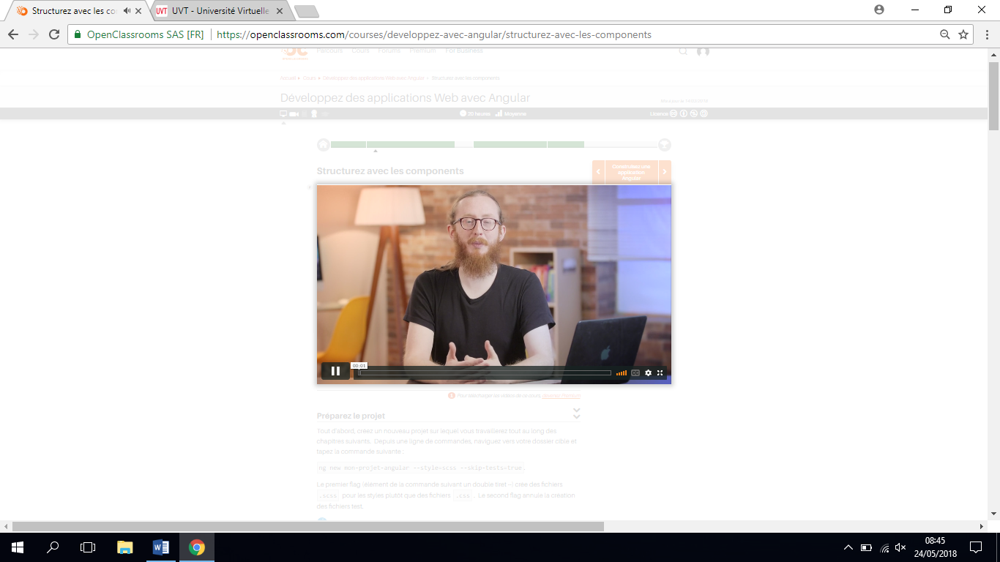 Structurez avec les co
UVT - Université Virtuelle
OpenClassrooms SAS [FR]
https://openclassrooms.com/courses/developpez-avec-angular/structurez-avec-les-components
Parcours Cours Forums Premium For Business
Accueil Cours Développez des applications Web avec Angular Structurez avec les components
Développez des applications Web avec Angular
20 heures Moyenne Licence
Structurez avec les components
Construisez une
application
Angular
00:01
CC
Pour télécharger les vidéos de ce cours, devenez Premium
Préparez le projet
Tout d'abord, créez un nouveau projet sur lequel vous travaillerez tout au long des
chapitres suivants. Depuis une ligne de commandes, naviguez vers votre dossier cible et
tapez la commande suivante :
ng new mon-projet-angular --style=scss --skip-tests=true
Le premier flag (élément de la commande suivant un double tiret --) crée des fichiers
.scss pour les styles plutôt que des fichiers .css . Le second flag annule la création
des fichiers test.
08:45
24/05/2018